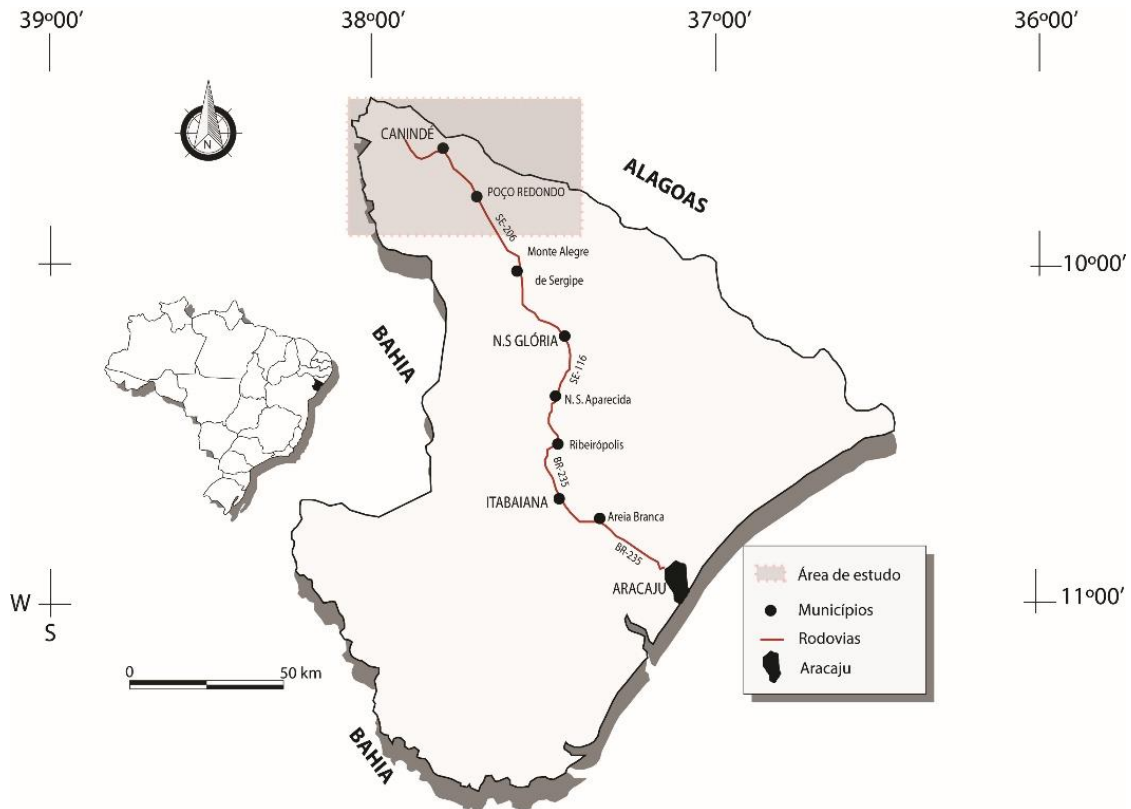 39º00’
38º00’
37º00’
36º00’
N
CANINDÉ
ALAGOAS
POÇO REDONDO
SE-206
Monte Alegre
de Sergipe
10º00’
BAHIA
N.S GLÓRIA
SE-116
N. S. Aparecida
Ribeirópolis
BR-235
ITABAIANA
Areia Branca
BR-235
ARACAJU
Área de estudo
Municípios
Rodovias
Aracaju
W
S
11º00’
0 50 km
BAHIA